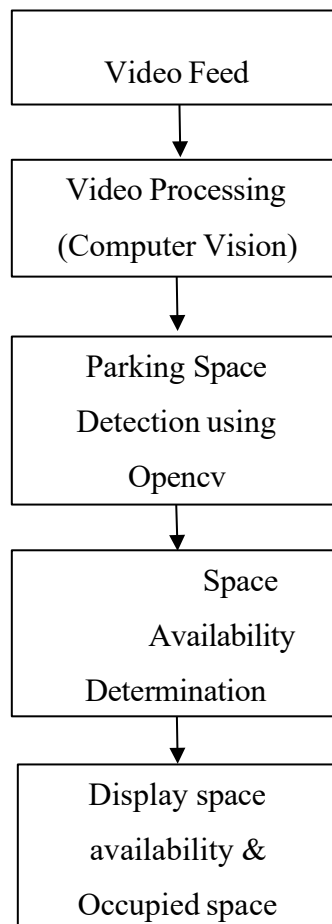 Video Feed
Video Processing
(Computer Vision)
Parking Space
Detection using
Opencv
Space
Availability
Determination
Display space
availability &
Occupied space